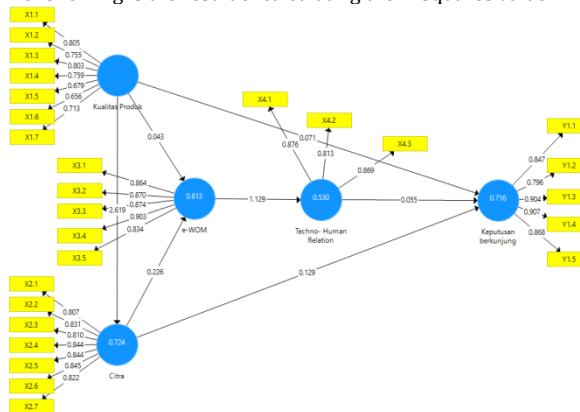 X1.1
X1.2
X1.3
X1.4
X1.5
X1.6
X1.7
0.805
0.755
0.803
0.759
0.679
0.656
0.713
Kualitas Produk
0.043
0.071
2.619
X3.1
X3.2
X3.3
X3.4
X3.5
0.864
0.870
0.874
0.903
0.834
0.613
e-WOM
1.129
0.226
X4.1
X4.2
X4.3
0.876
0.813
0.869
0.530
Techno- Human
Relation
0.055
0.129
0.716
Keputusan
berkunjung
Y1.1
Y1.2
Y1.3
Y1.4
Y1.5
0.847
0.796
0.904
0.907
0.868
X2.1
X2.2
X2.3
X2.4
X2.5
X2.6
X2.7
0.807
0.831
0.810
0.844
0.844
0.845
0.822
0.724
Citra